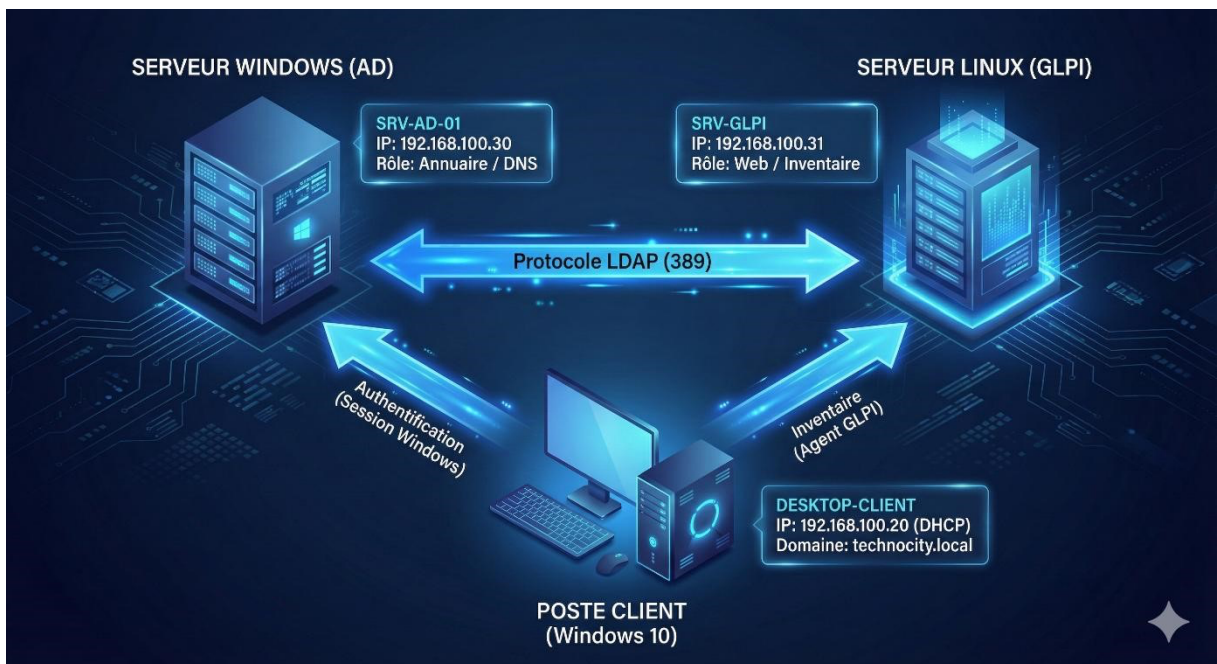 SERVEUR WINDOWS (AD)
SERVEUR LINUX (GLPI)
SRV-AD-01
IP: 192.168.100.30
Rôle: Annuaire / DNS
SRV-GLPI
IP: 192.168.100.31
Rôle: Web / Inventaire
Protocole LDAP (389)
Authentification
(Session Windows)
Inventaire
(Agent GLPI)
DESKTOP-CLIENT
IP: 192.168.100.20 (DHCP)
Domaine: technocity.local
POSTE CLIENT
(Windows 10)